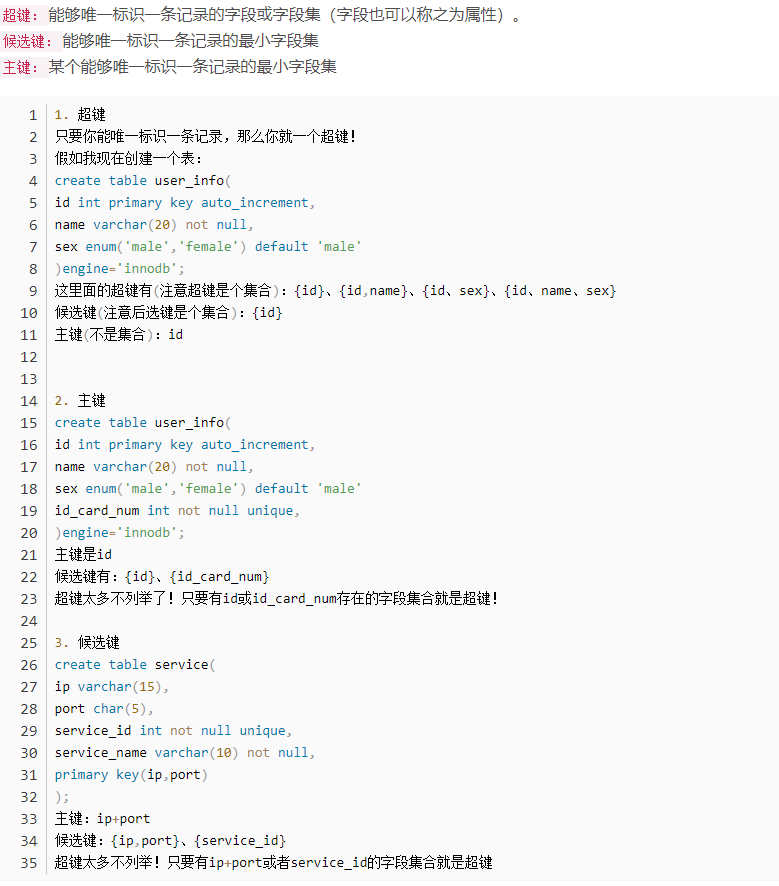 超键：能够唯一标识一条记录的字段或字段集（字段也可以称之为属性）。
候选键：能够唯一标识一条记录的最小字段集
主键：某个能够唯一标识一条记录的最小字段集
1 1. 超键
2 只要你能唯一标识一条记录，那么你就一个超键！
3 假如我现在创建一个表：
4 create table user_info(
5 id int primary key auto_increment,
6 name varchar(20) not null,
7 sex enum('male','female') default 'male'
8 )engine='innodb';
9 这里面的超键有(注意超键是个集合)：{id}、{id,name}、{id、sex}、{id、name、sex}
10 候选键(注意后选键是个集合)：{id}
11 主键(不是集合)：id
12
13
14 2. 主键
15 create table user_info(
16 id int primary key auto_increment,
17 name varchar(20) not null,
18 sex enum('male','female') default 'male'
19 id_card_num int not null unique,
20 )engine='innodb';
21 主键是id
22 候选键有：{id}、{id_card_num}
23 超键太多不列举了！只要有id或id_card_num存在的字段集合就是超键！
24
25 3. 候选键
26 create table service(
27 ip varchar(15),
28 port char(5),
29 service_id int not null unique,
30 service_name varchar(10) not null,
31 primary key(ip,port)
32 );
33 主键：ip+port
34 候选键：{ip,port}、{service_id}
35 超键太多不列举！只要有ip+port或者service_id的字段集合就是超键